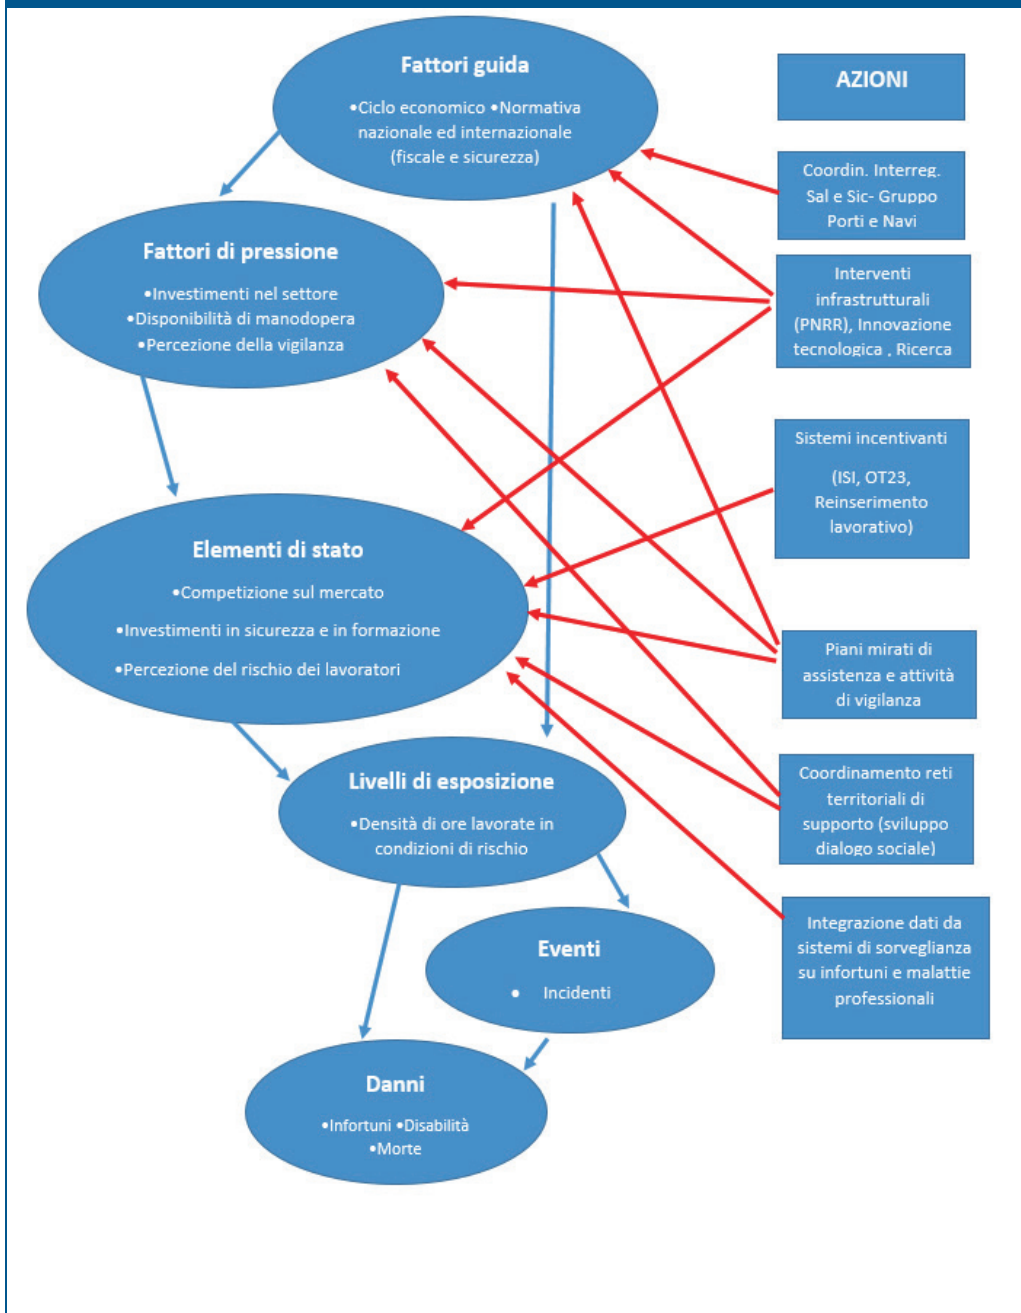 Fattori guida
•Ciclo economico •Normativa
nazionale ed internazionale
(fiscale e sicurezza)
Fattori di pressione
•Investimenti nel settore
•Disponibilità di manodopera
•Percezione della vigilanza
Elementi di stato
•Competizione sul mercato
•Investimenti in sicurezza e in formazione
•Percezione del rischio dei lavoratori
Livelli di esposizione
•Densità di ore lavorate in
condizioni di rischio
Eventi
• Incidenti
Danni
•Infortuni •Disabilità
•Morte
AZIONI
Coordin. Interreg.
Sal e Sic- Gruppo
Porti e Navi
Interventi
infrastrutturali
(PNRR), Innovazione
tecnologica , Ricerca
Sistemi incentivanti
(ISI, OT23,
Reinserimento
lavorativo)
Piani mirati di
assistenza e attività
di vigilanza
Coordinamento reti
territoriali di
supporto (sviluppo
dialogo sociale)
Integrazione dati da
sistemi di sorveglianza
su infortuni e malattie
professionali